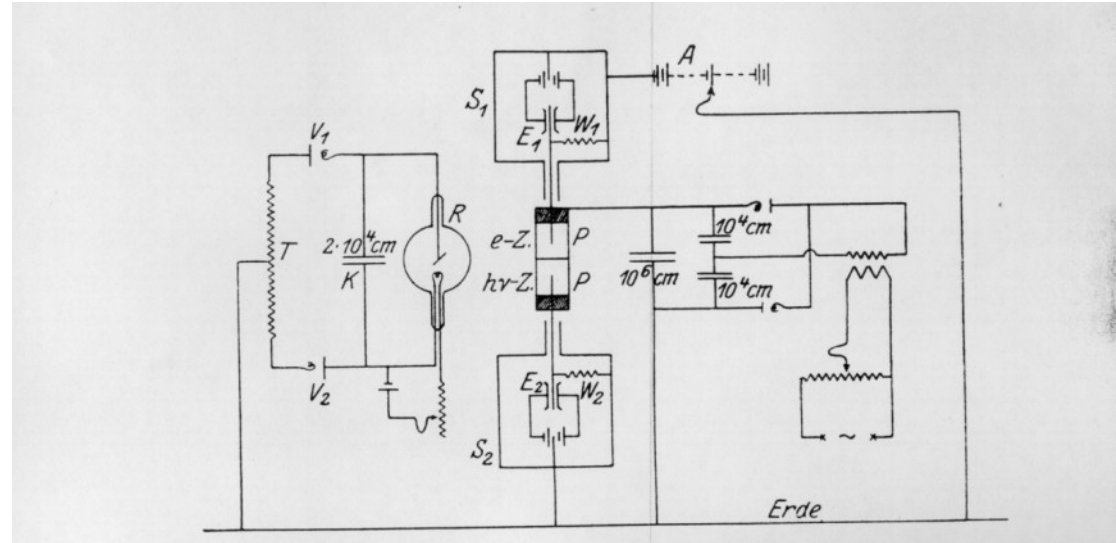 V₁
T
2·10⁴cm
K
R
V₂
S₁
E₁
W₁
A
e-Z.
P
hν-Z.
P
10⁶cm
10⁴cm
10⁴cm
E₂
W₂
S₂
~
Erde